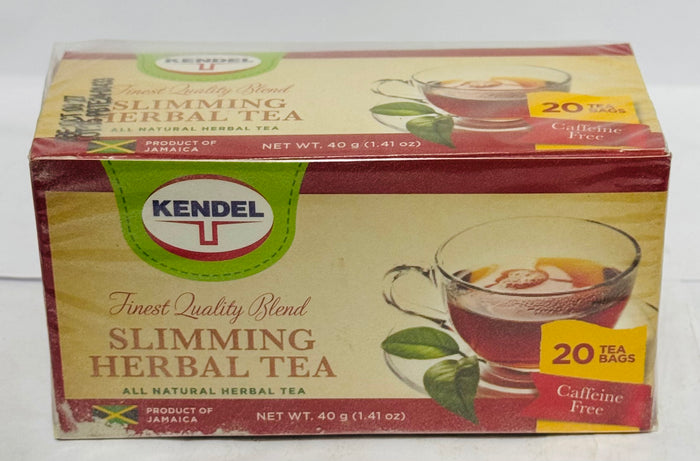 KENDEL
Finest Quality Blend
SLIMMING
HERBAL TEA
ALL NATURAL HERBAL TEA
PRODUCT OF
JAMAICA
NET WT. 40 g (1.41 oz)
20 TEA
BAGS
Caffeine
Free
KENDEL
Finest Quality Blend
SLIMMING
HERBAL TEA
ALL NATURAL HERBAL TEA
PRODUCT OF
JAMAICA
NET WT. 40 g (1.41 oz)
20 TEA
BAGS
Caffeine
Free